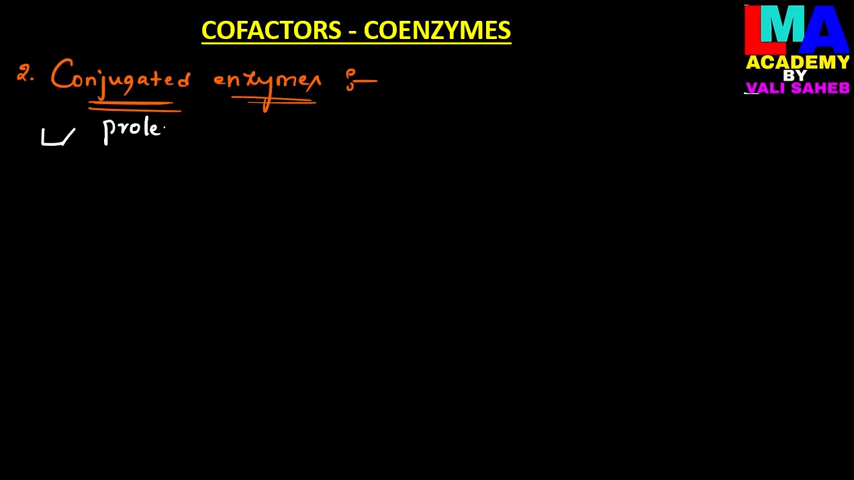 COFACTORS - COENZYMES
LMA
ACADEMY
BY
VALI SAHEB
2. Conjugated enzymes :-
prote